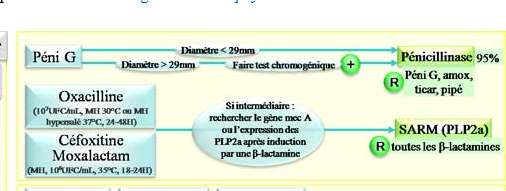 Diamètre < 29mm
Péni G
Pénicillinase 95%
Diamètre > 29mm Faire test chromogénique +
R Péni G, amox,
ticar, pipé
Oxacilline
(10⁷UFC/mL, MH 30°C ou MH
hypersalé 37°C, 24-48H)
Si intermédiaire :
rechercher le gène mec A
ou l'expression des
PLP2a après induction
par une β-lactamine
Céfoxitine
Moxalactam
(MH, 10⁶UFC/mL, 35°C, 18-24H)
SARM (PLP2a)
R toutes les β-lactamines